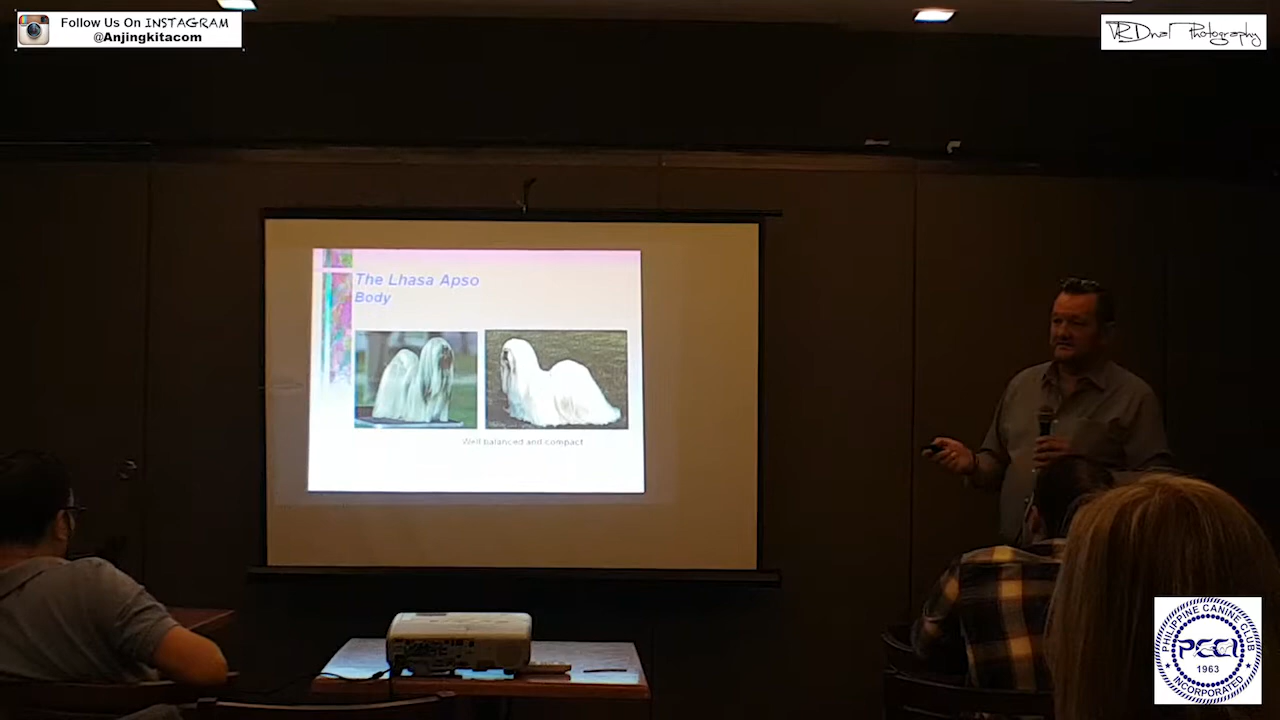 Follow Us On INSTAGRAM
@Anjingkitacom
VRDnal Photography
The Lhasa Apso
Body
Well balanced and compact
PHILIPPINE CANINE CLUB
PCCI
1963
INCORPORATED